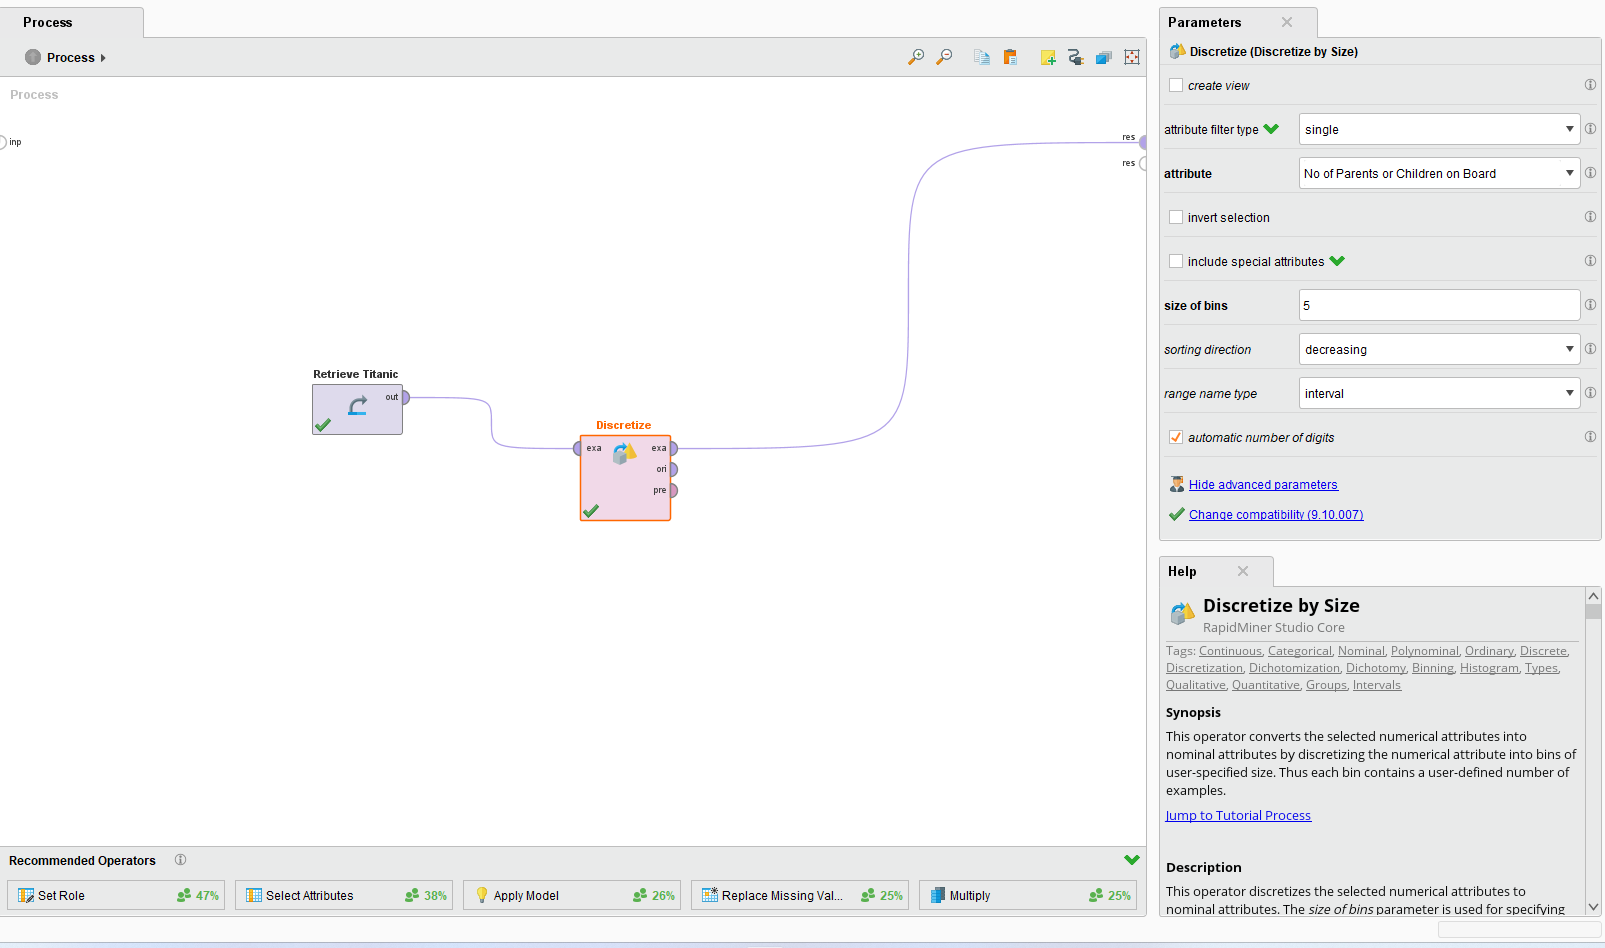 Process
Process
Process
inp
res
res
Retrieve Titanic
out
Discretize
exa
exa
ori
pre
Recommended Operators
Set Role
47%
Select Attributes
38%
Apply Model
26%
Replace Missing Val...
25%
Multiply
25%
Parameters
Discretize (Discretize by Size)
create view
attribute filter type
single
attribute
No of Parents or Children on Board
invert selection
include special attributes
size of bins
5
sorting direction
decreasing
range name type
interval
automatic number of digits
Hide advanced parameters
Change compatibility (9.10.007)
Help
Discretize by Size
RapidMiner Studio Core
Tags: Continuous, Categorical, Nominal, Polynominal, Ordinary, Discrete,
Discretization, Dichotomization, Dichotomy, Binning, Histogram, Types,
Qualitative, Quantitative, Groups, Intervals
Synopsis
This operator converts the selected numerical attributes into
nominal attributes by discretizing the numerical attribute into bins of
user-specified size. Thus each bin contains a user-defined number of
examples.
Jump to Tutorial Process
Description
This operator discretizes the selected numerical attributes to
nominal attributes. The size of bins parameter is used for specifying